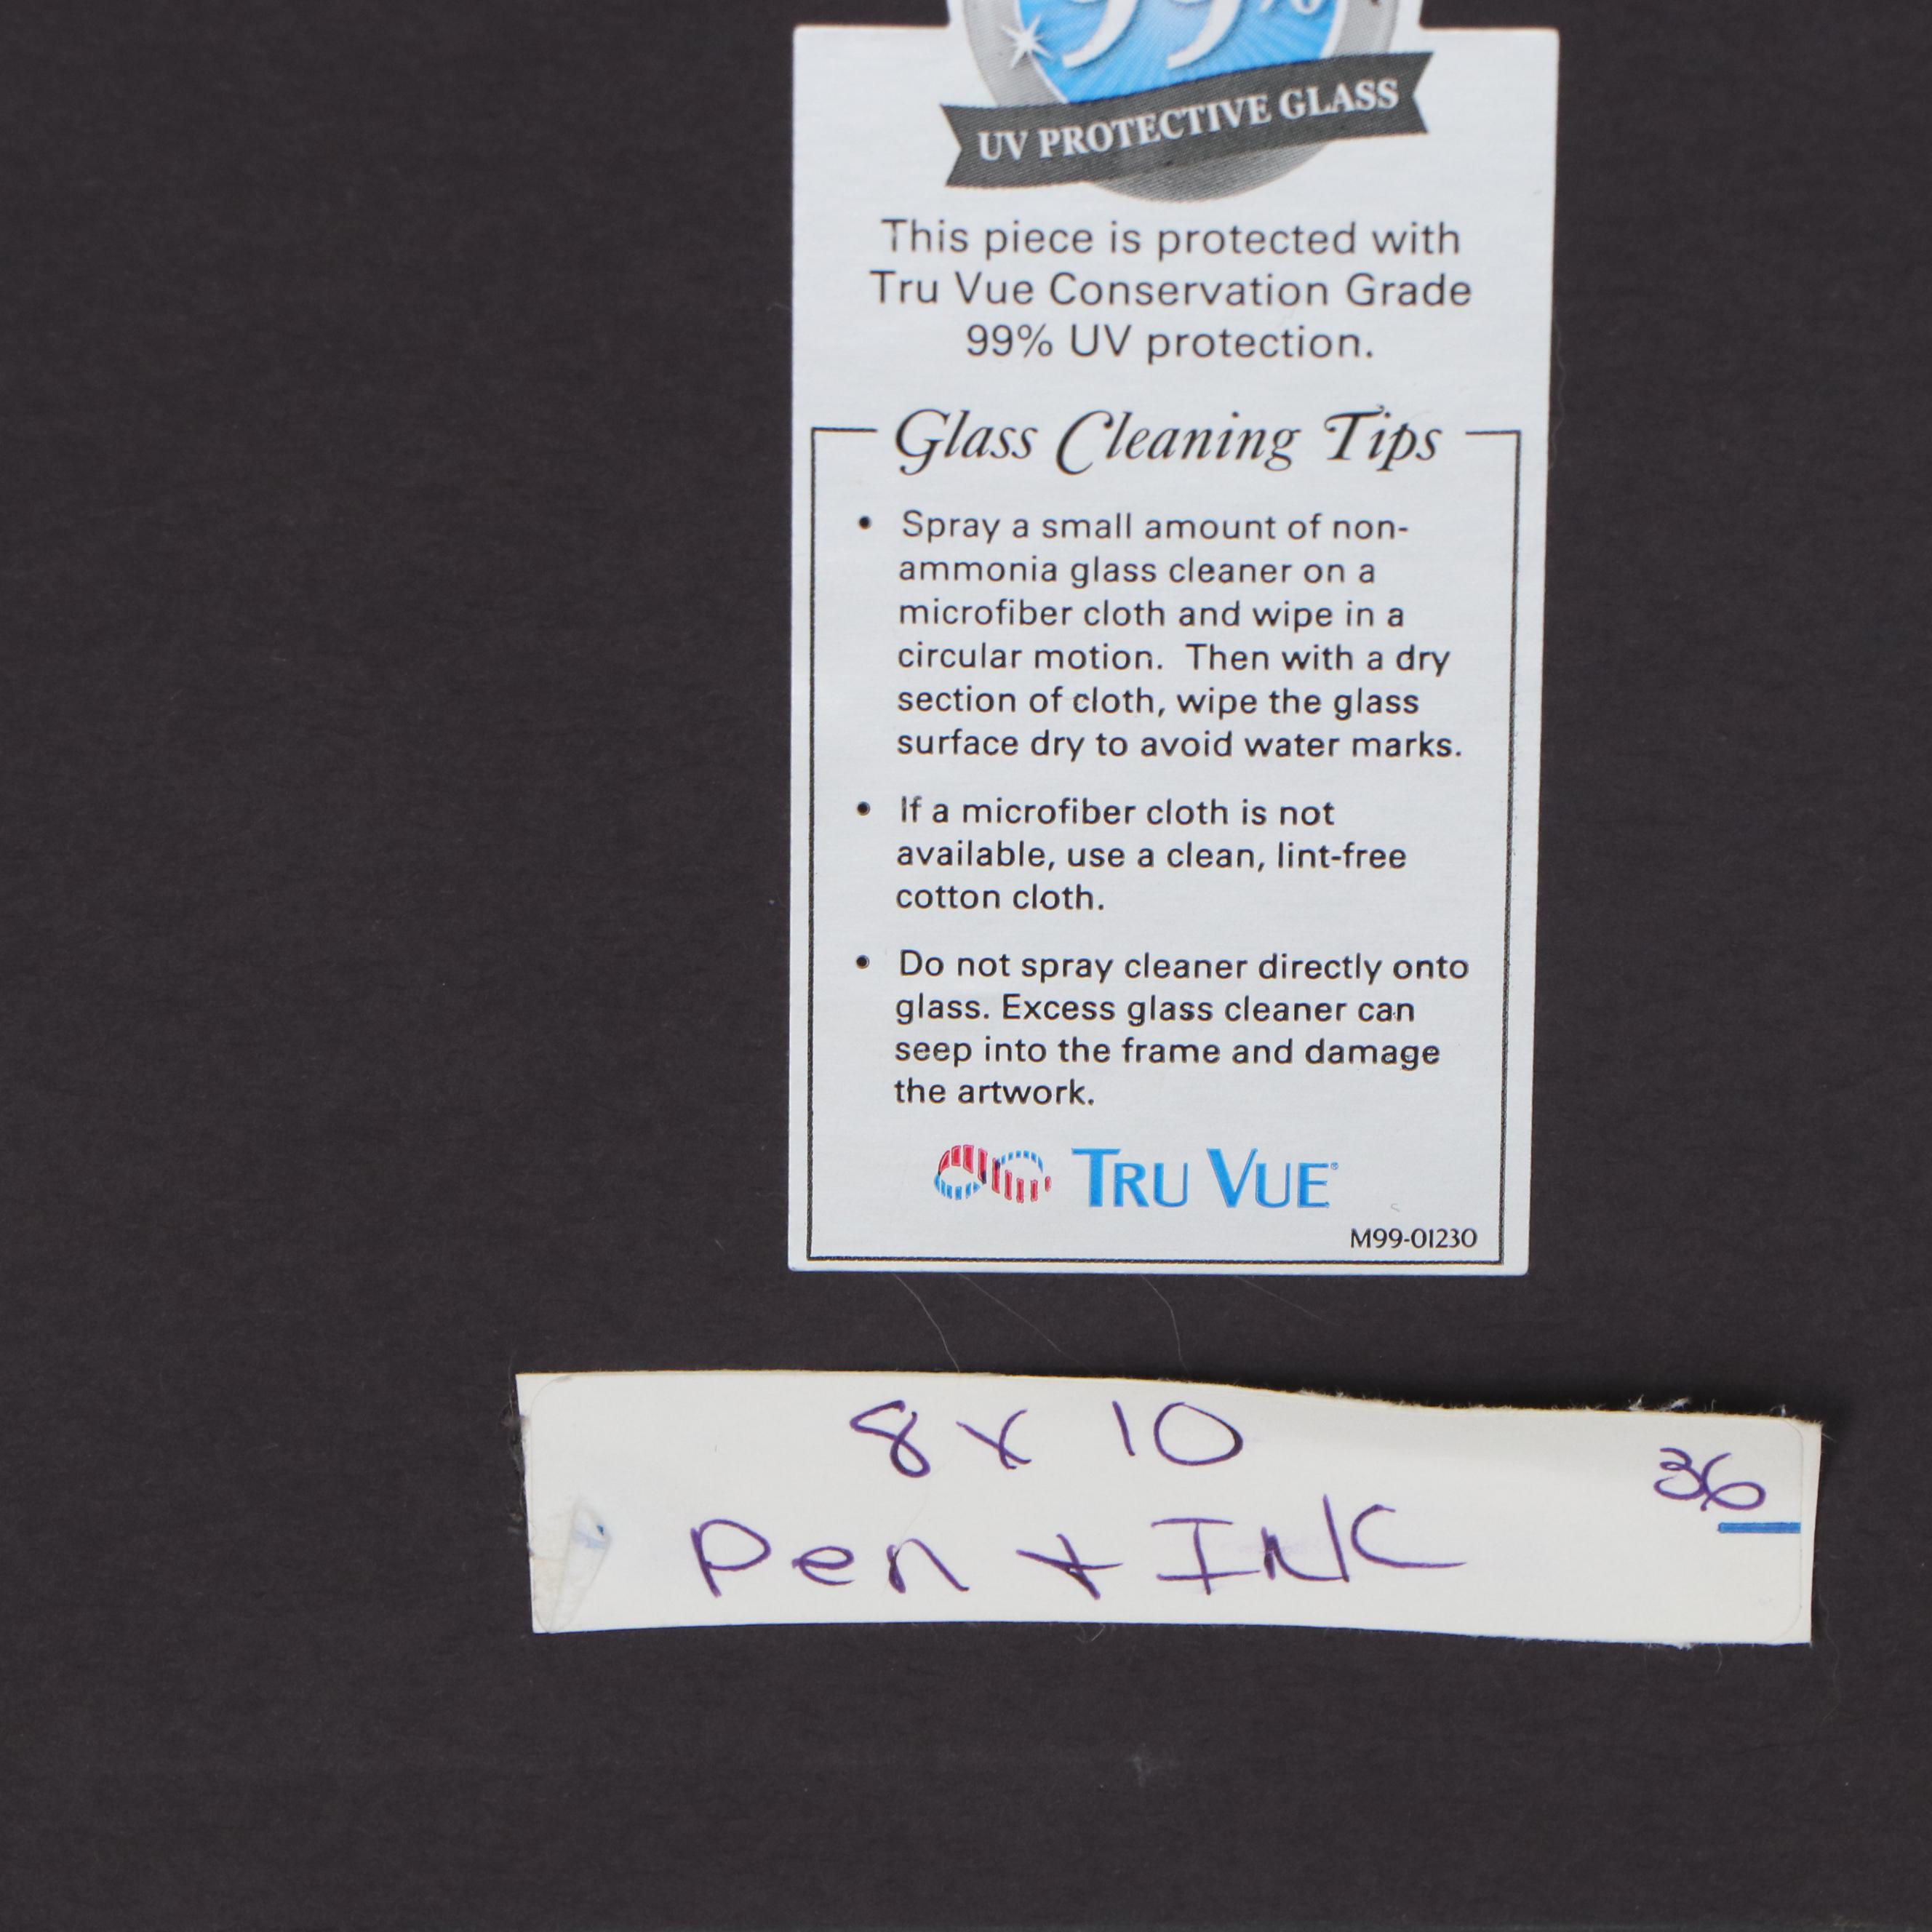 99%
UV PROTECTIVE GLASS
This piece is protected with
Tru Vue Conservation Grade
99% UV protection.
Glass Cleaning Tips
• Spray a small amount of non-
ammonia glass cleaner on a
microfiber cloth and wipe in a
circular motion. Then with a dry
section of cloth, wipe the glass
surface dry to avoid water marks.
• If a microfiber cloth is not
available, use a clean, lint-free
cotton cloth.
• Do not spray cleaner directly onto
glass. Excess glass cleaner can
seep into the frame and damage
the artwork.
TRU VUE®
M99-01230
8 x 10
36
Pen + INK